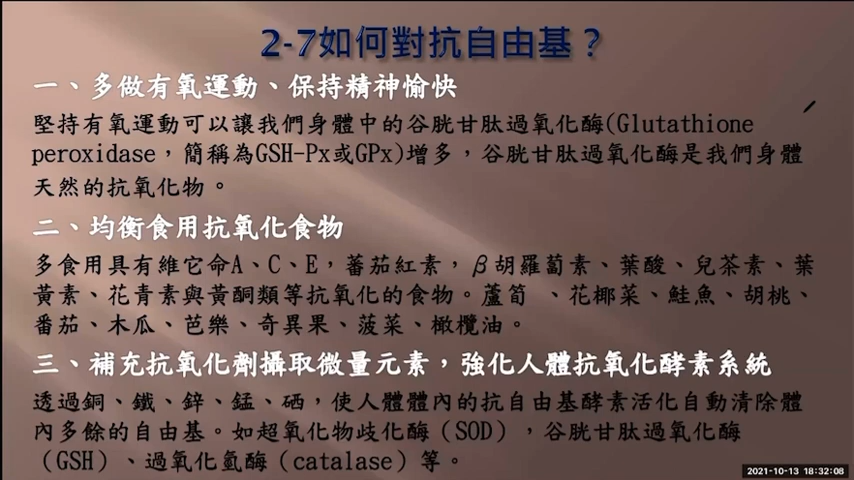 2-7如何對抗自由基？
一、多做有氧運動、保持精神愉快
堅持有氧運動可以讓我們身體中的谷胱甘肽過氧化酶(Glutathione
peroxidase，簡稱為GSH-Px或GPx)增多，谷胱甘肽過氧化酶是我們身體
天然的抗氧化物。
二、均衡食用抗氧化食物
多食用具有維它命A、C、E，蕃茄紅素，β胡羅蔔素、葉酸、兒茶素、葉
黃素、花青素與黃酮類等抗氧化的食物。蘆筍 、花椰菜、鮭魚、胡桃、
番茄、木瓜、芭樂、奇異果、菠菜、橄欖油。
三、補充抗氧化劑攝取微量元素，強化人體抗氧化酵素系統
透過銅、鐵、鋅、錳、硒，使人體體內的抗自由基酵素活化自動清除體
內多餘的自由基。如超氧化物歧化酶（SOD），谷胱甘肽過氧化酶
（GSH）、過氧化氫酶（catalase）等。
2021-10-13 18:32:08